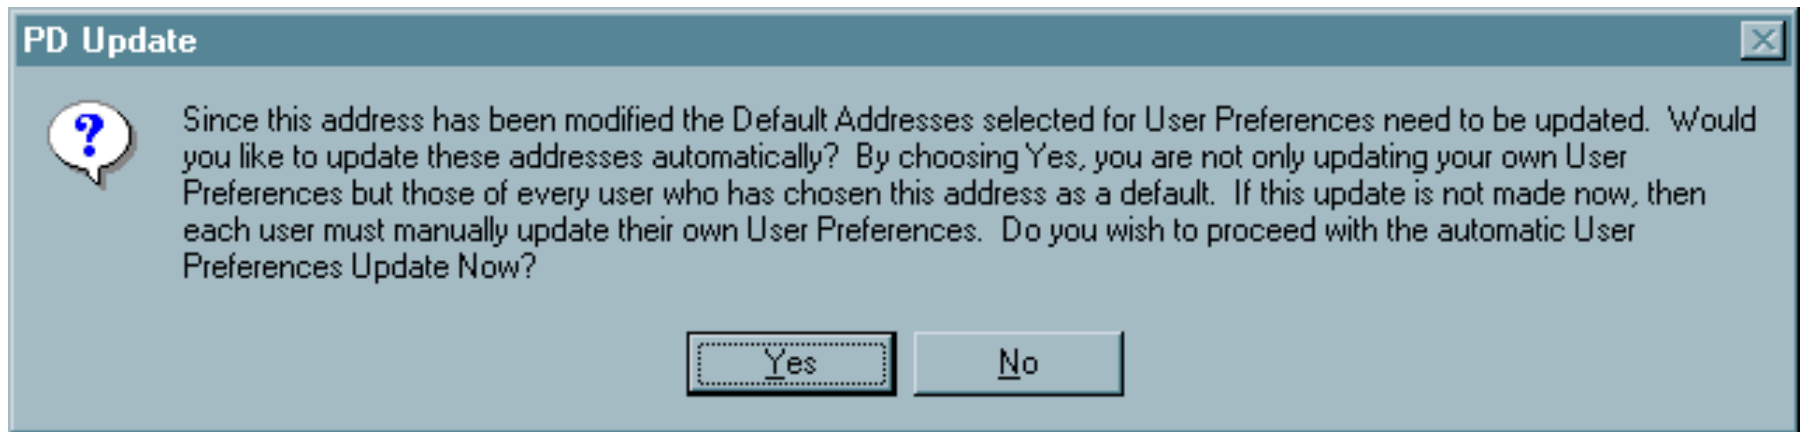 PD Update
Since this address has been modified the Default Addresses selected for User Preferences need to be updated.  Would
you like to update these addresses automatically?  By choosing Yes, you are not only updating your own User
Preferences but those of every user who has chosen this address as a default.  If this update is not made now, then
each user must manually update their own User Preferences.  Do you wish to proceed with the automatic User
Preferences Update Now?
Yes
No